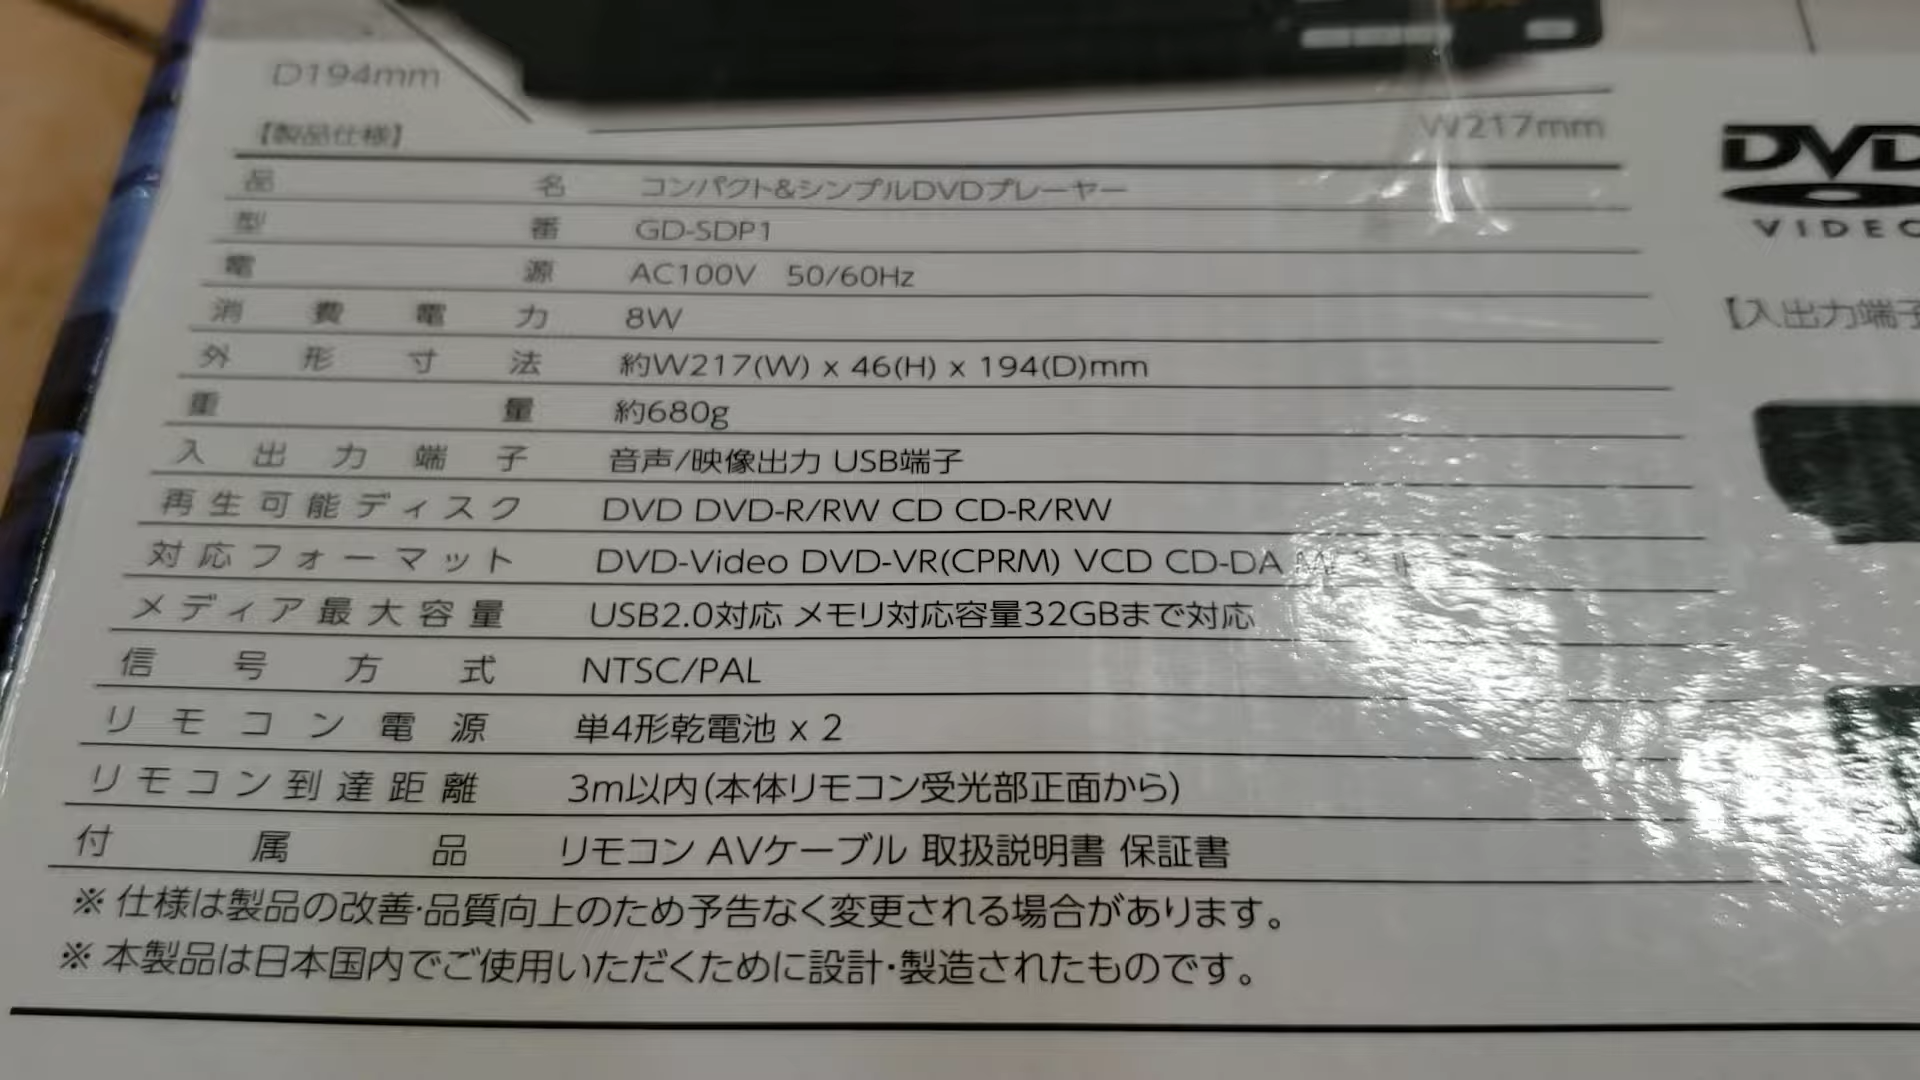 D194mm
W217mm
【製品仕様】
品名 コンパクト&シンプルDVDプレーヤー
型番 GD-SDP1
電源 AC100V 50/60Hz
消費電力 8W
外形寸法 約W217(W) x 46(H) x 194(D)mm
重量 約680g
入出力端子 音声/映像出力 USB端子
再生可能ディスク DVD DVD-R/RW CD CD-R/RW
対応フォーマット DVD-Video DVD-VR(CPRM) VCD CD-DA
メディア最大容量 USB2.0対応 メモリ対応容量32GBまで対応
信号方式 NTSC/PAL
リモコン電源 単4形乾電池 x 2
リモコン到達距離 3m以内(本体リモコン受光部正面から)
付属品 リモコン AVケーブル 取扱説明書 保証書
※ 仕様は製品の改善・品質向上のため予告なく変更される場合があります。
※ 本製品は日本国内でご使用いただくために設計・製造されたものです。
DVD
VIDEO
【入出力端子